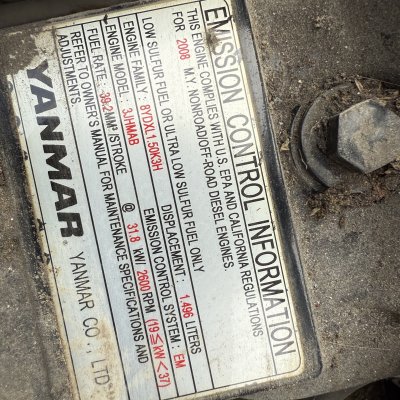 EMISSION CONTROL INFORMATION
THIS ENGINE COMPLIES WITH U.S. EPA AND CALIFORNIA REGULATIONS
FOR 2008 M.Y. NONROAD/OFF-ROAD DIESEL ENGINES.
LOW SULFUR FUEL OR ULTRA LOW SULFUR FUEL ONLY
ENGINE FAMILY: 8YDXL1.50K3H DISPLACEMENT: 1.496 LITERS
ENGINE MODEL: 3JHMAB EMISSION CONTROL SYSTEM: EM
FUEL RATE: 39.2MM³/STROKE @ 31.8 kW/ 2600 RPM (19≦kW<37)
REFER TO OWNER'S MANUAL FOR MAINTENANCE SPECIFICATIONS AND
ADJUSTMENTS.
YANMAR YANMAR CO., LTD.